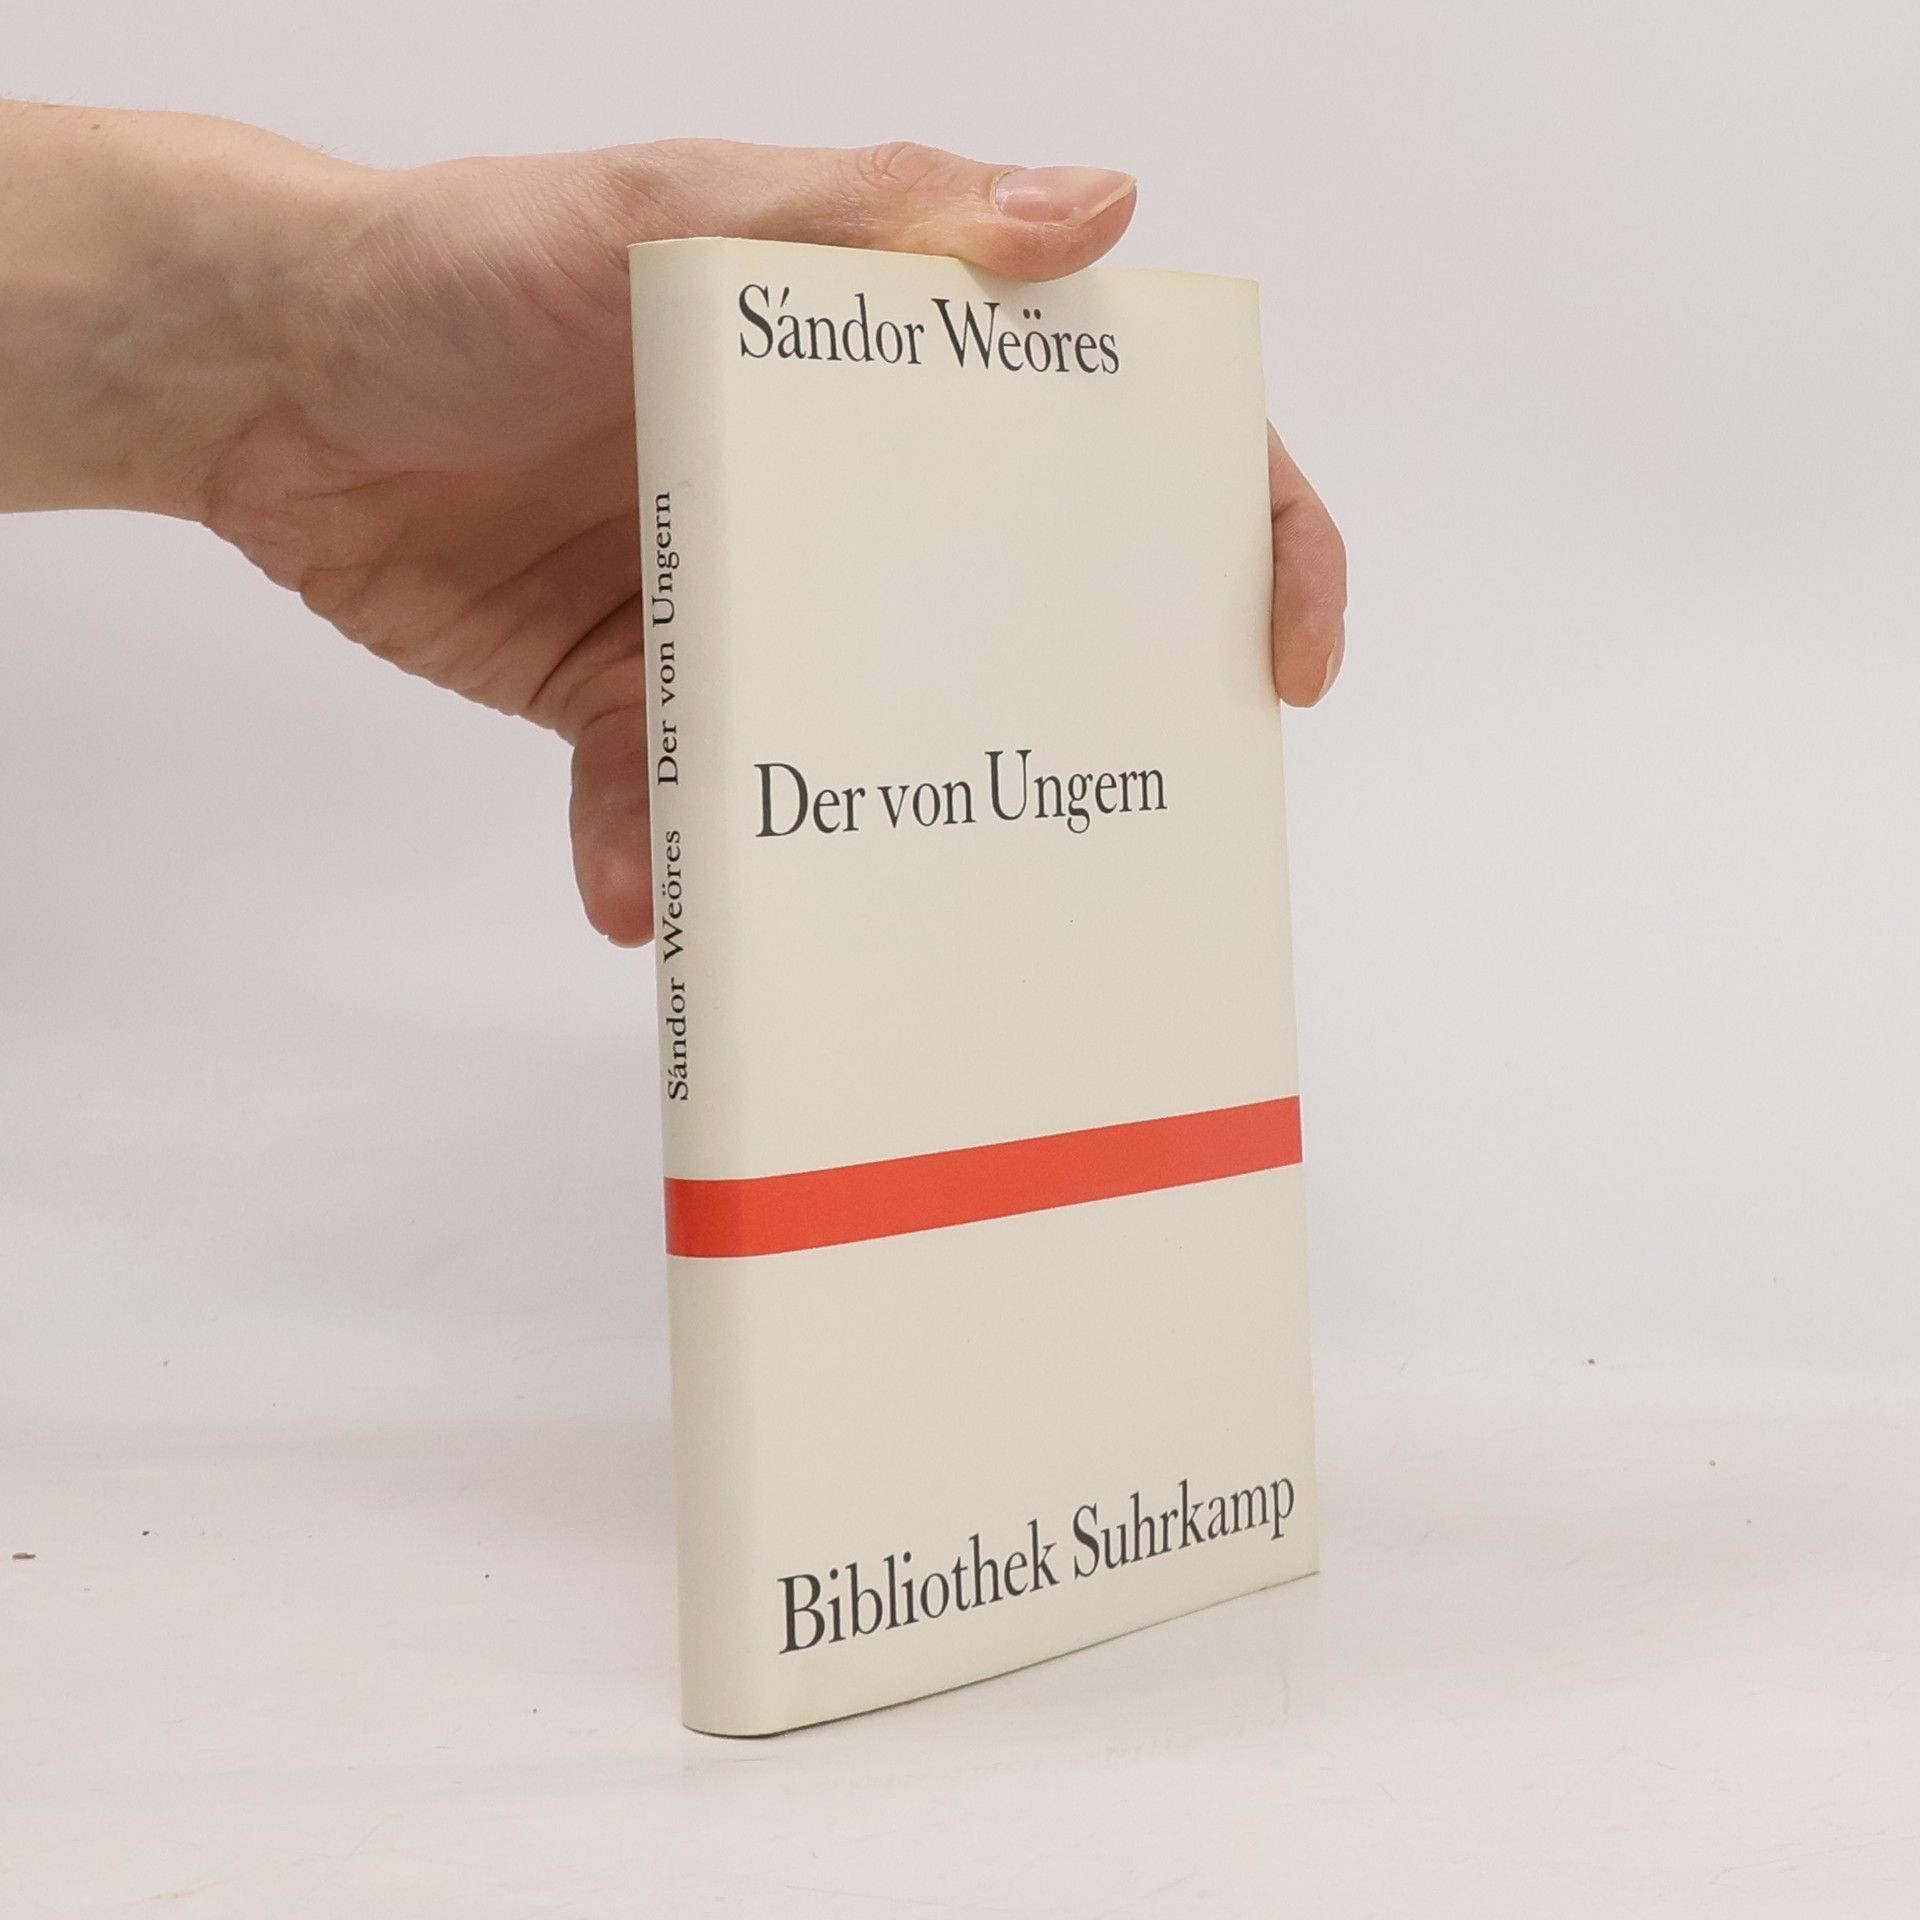 Sándor Weöres
Der von Ungern
Bibliothek Suhrkamp
Sándor Weöres Der von Ungern